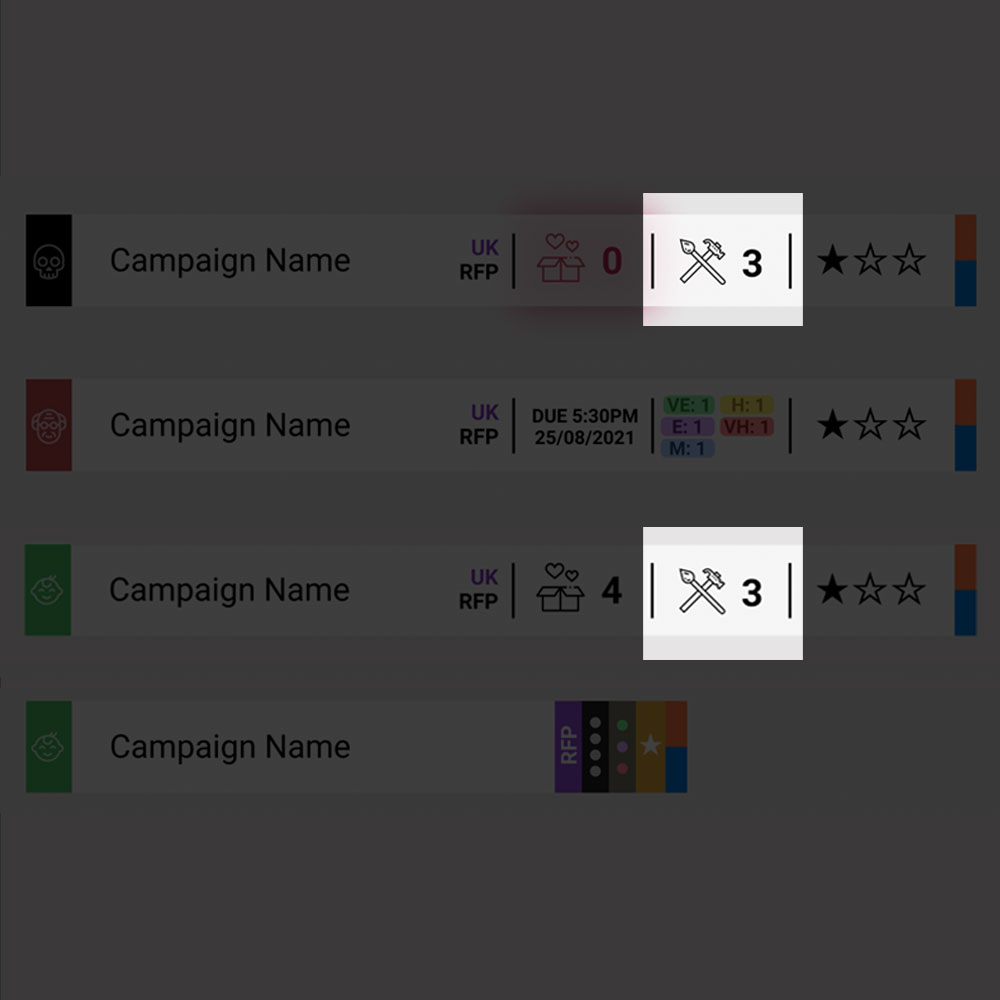 Campaign Name UK RFP 0 3
Campaign Name UK RFP DUE 5:30PM 25/08/2021 VE: 1 H: 1 E: 1 VH: 1 M: 1
Campaign Name UK RFP 4 3
Campaign Name RFP